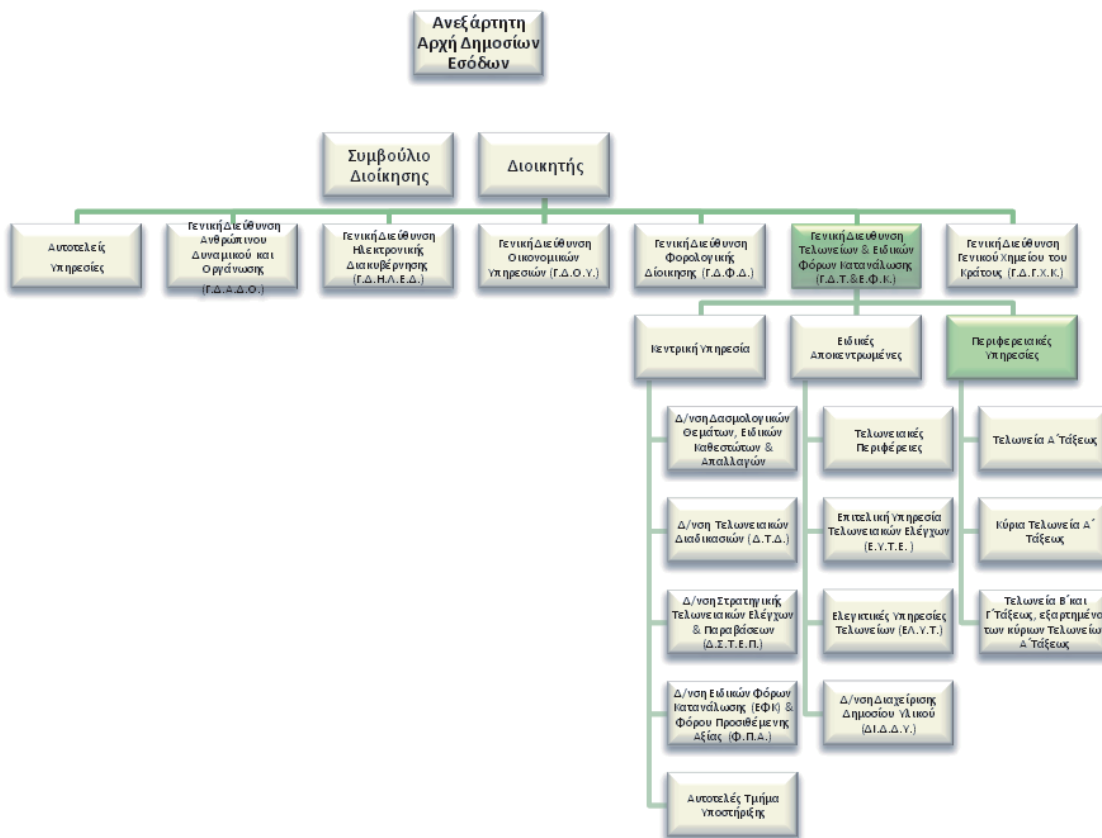 Ανεξάρτητη
Αρχή Δημοσίων
Εσόδων
Συμβούλιο
Διοίκησης
Διοικητής
Αυτοτελείς
Υπηρεσίες
Γενική Διεύθυνση
Ανθρώπινου
Δυναμικού και
Οργάνωσης
(Γ.Δ.Α.Δ.Ο.)
Γενική Διεύθυνση
Ηλεκτρονικής
Διακυβέρνησης
(Γ.Δ.Η.Λ.Ε.Δ.)
Γενική Διεύθυνση
Οικονομικών
Υπηρεσιών (Γ.Δ.Ο.Υ.)
Γενική Διεύθυνση
Φορολογικής
Δίοικησης (Γ.Δ.Φ.Δ.)
Γενική Διευθυνση
Τελωνείων & Ειδικών
Φόρων Κατανάλωσης
(Γ.Δ.Τ.&Ε.Φ.Κ.)
Γενική Διεύθυνση
Γενικού Χημείου του
Κράτους (Γ.Δ.Γ.Χ.Κ.)
Κεντρική Υπηρεσία
Ειδικές
Αποκεντρωμένες
Περιφερειακές
Υπηρεσίες
Δ/νση Δασμολογικών
Θεμάτων, Ειδικών
Καθεστώτων &
Απαλλαγών
Δ/νση Τελωνειακών
Διαδικασιών (Δ.Τ.Δ.)
Δ/νση Στρατηγικής
Τελωνειακών Ελέγχων
& Παραβάσεων
(Δ.Σ.Τ.Ε.Π.)
Δ/νση Ειδικών Φόρων
Κατανάλωσης (ΕΦΚ) &
Φόρου Προσιθέμενης
Αξίας (Φ.Π.Α.)
Αυτοτελές Τμήμα
Υποστήριξης
Τελωνειακές
Περιφέρειες
Επιτελική Υπηρεσία
Τελωνειακών Ελέγχων
(Ε.Υ.Τ.Ε. )
Ελεγκτικές Υπηρεσίες
Τελωνείων (ΕΛ.Υ.Τ.)
Δ/νση Διαχείρισης
Δημοσίου Υλικού
(ΔΙ.Δ.Δ.Υ.)
Τελωνεία Α΄Τάξεως
Κύρια Τελωνεία Α΄
Τάξεως
Τελωνεία Β΄και
Γ΄Τάξεως, εξαρτημένα
των κύριων Τελωνείων
Α΄Τάξεως